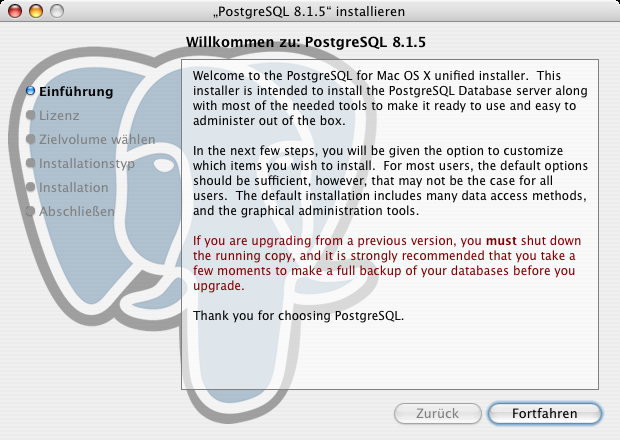 „PostgreSQL 8.1.5“ installieren
Willkommen zu: PostgreSQL 8.1.5
Einführung
Lizenz
Zielvolume wählen
Installationstyp
Installation
Abschließen
Welcome to the PostgreSQL for Mac OS X unified installer.  This
installer is intended to install the PostgreSQL Database server along
with most of the needed tools to make it ready to use and easy to
administer out of the box.
In the next few steps, you will be given the option to customize
which items you wish to install.  For most users, the default options
should be sufficient, however, that may not be the case for all
users.  The default installation includes many data access methods,
and the graphical administration tools.
If you are upgrading from a previous version, you must shut down
the running copy, and it is strongly recommended that you take a
few moments to make a full backup of your databases before you
upgrade.
Thank you for choosing PostgreSQL.
Zurück
Fortfahren